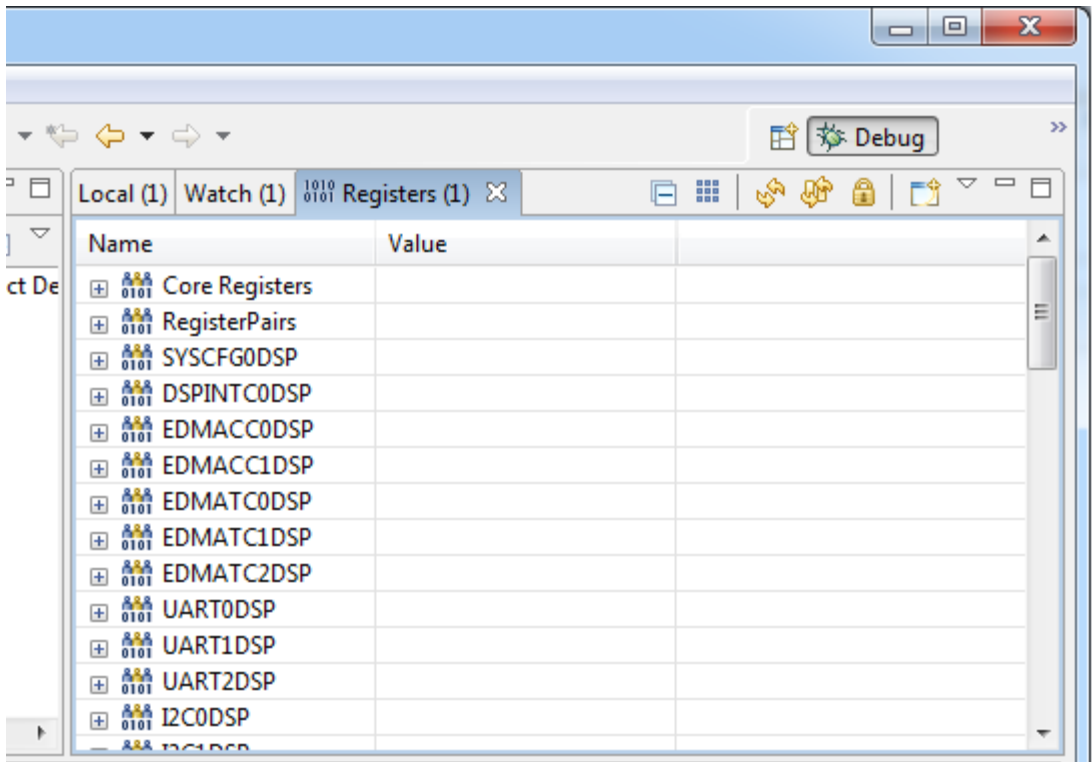 Debug
Local (1) Watch (1) Registers (1)
Name Value
ct De
Core Registers
RegisterPairs
SYSCFG0DSP
DSPINTC0DSP
EDMACC0DSP
EDMACC1DSP
EDMATC0DSP
EDMATC1DSP
EDMATC2DSP
UART0DSP
UART1DSP
UART2DSP
I2C0DSP
I2C1DSP